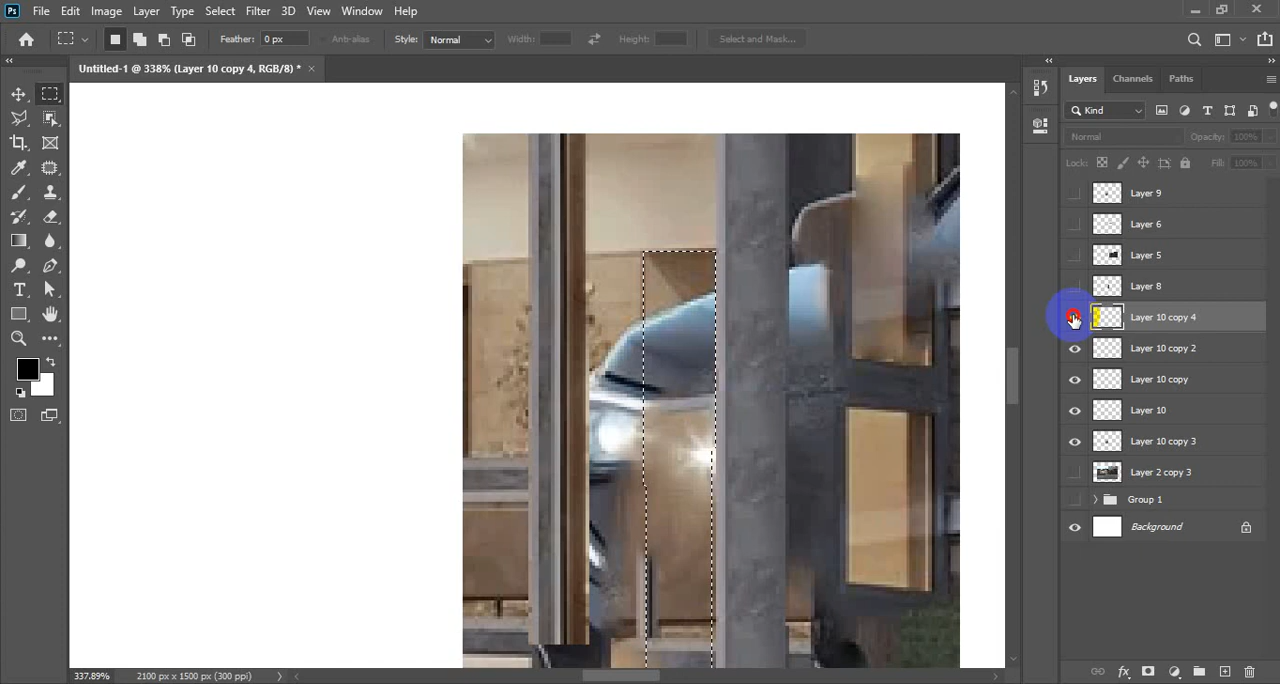 Ps File Edit Image Layer Type Select Filter 3D View Window Help
Feather: 0 px Anti-alias Style: Normal Width: Height: Select and Mask...
Untitled-1 @ 338% (Layer 10 copy 4, RGB/8) *
Layers Channels Paths
Kind
Normal Opacity: 100%
Lock: Fill: 100%
Layer 9
Layer 6
Layer 5
Layer 8
Layer 10 copy 4
Layer 10 copy 2
Layer 10 copy
Layer 10
Layer 10 copy 3
Layer 2 copy 3
Group 1
Background
337.89% 2100 px x 1500 px (300 ppi)